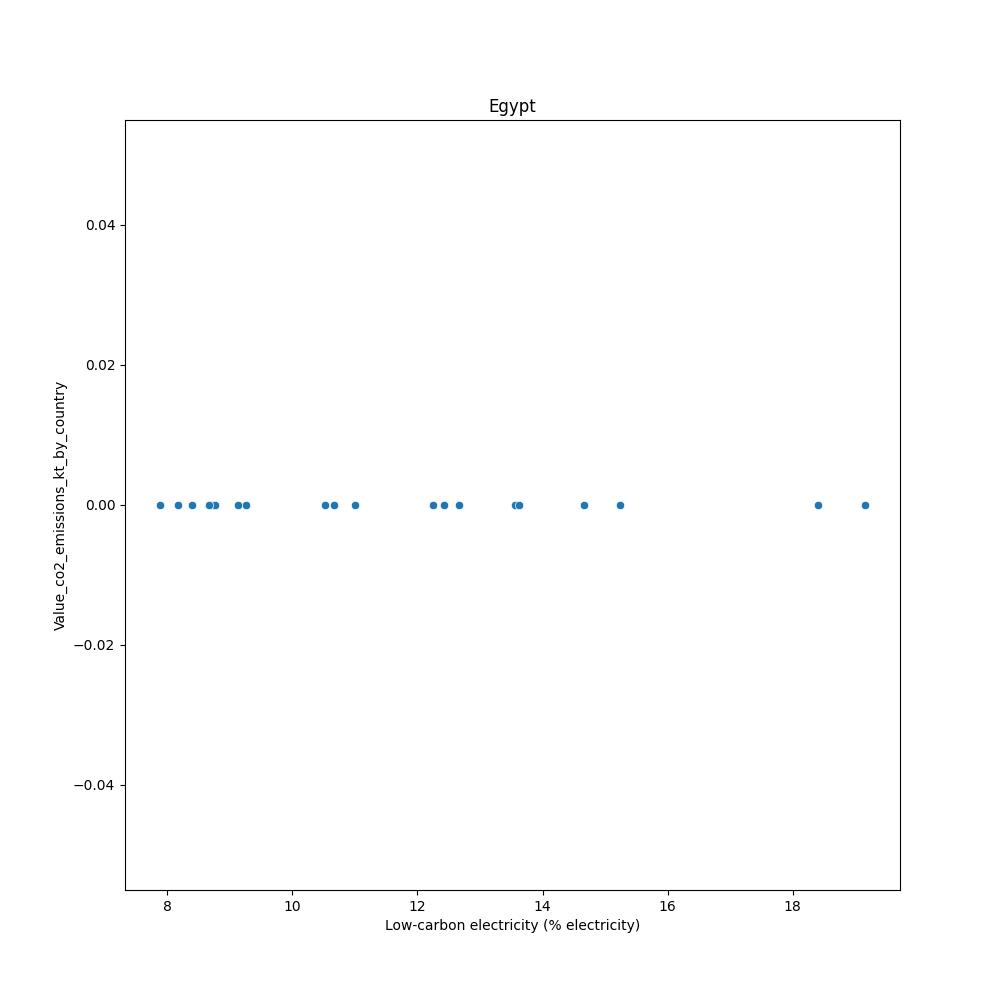 Egypt
0.04
0.02
0.00
−0.02
−0.04
Value_co2_emissions_kt_by_country
8 10 12 14 16 18
Low-carbon electricity (% electricity)